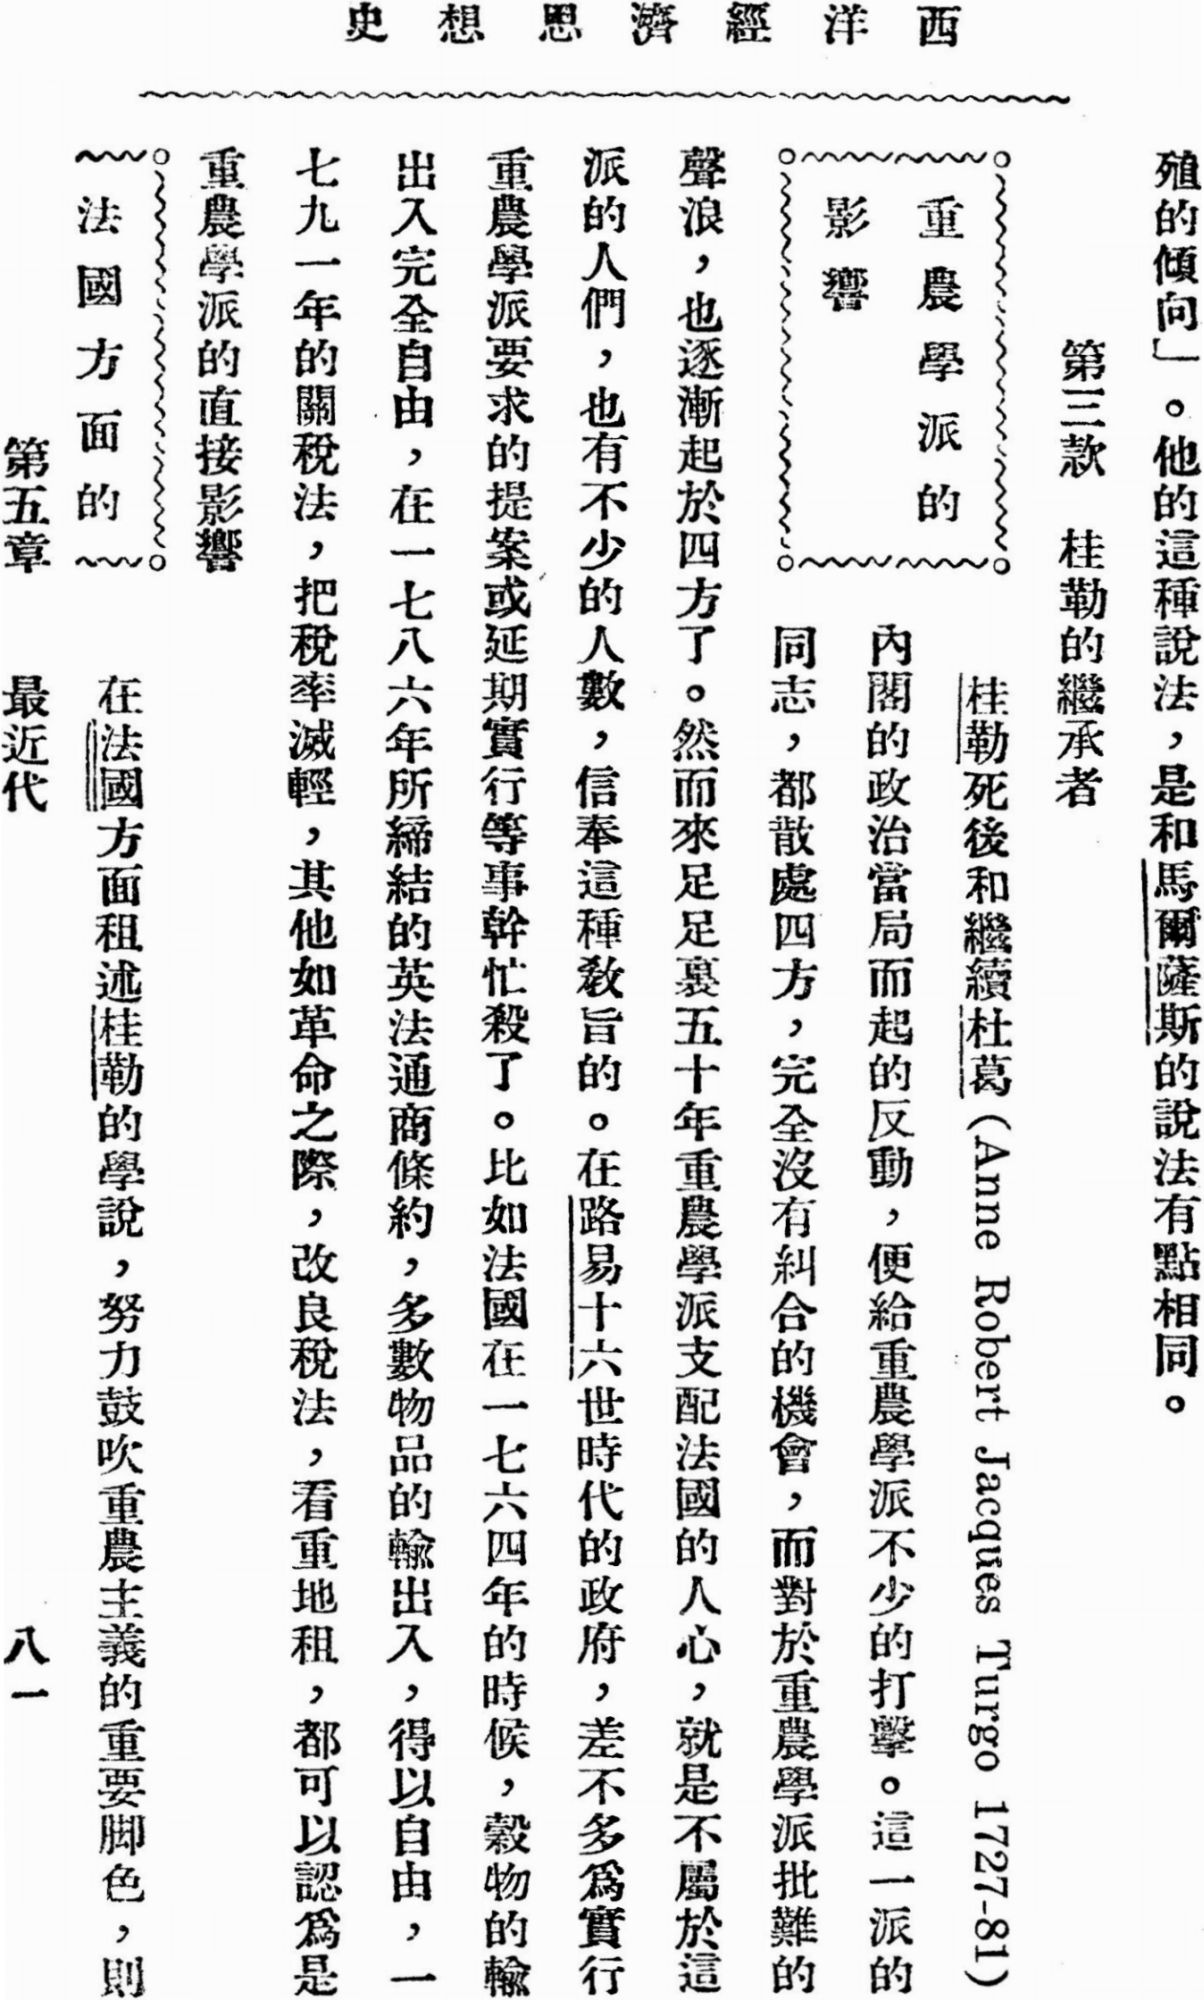 西洋經濟思想史
殖的傾向」。他的這種說法，是和馬爾薩斯的說法有點相同。
第三款　桂勒的繼承者
重農學派的
影響
桂勒死後和繼續杜葛(Anne Robert Jacques Turgo 1727-81)
內閣的政治當局而起的反動，便給重農學派不少的打擊。這一派的
同志，都散處四方，完全沒有糾合的機會，而對於重農學派批難的
聲浪，也逐漸起於四方了。然而來足足裏五十年重農學派支配法國的人心，就是不屬於這
派的人們，也有不少的人數，信奉這種敎旨的。在路易十六世時代的政府，差不多爲實行
重農學派要求的提案或延期實行等事幹忙殺了。比如法國在一七六四年的時候，穀物的輸
出入完全自由，在一七八六年所締結的英法通商條約，多數物品的輸出入，得以自由，一
七九一年的關稅法，把稅率減輕，其他如革命之際，改良稅法，看重地租，都可以認爲是
重農學派的直接影響
法國方面的
在法國方面租述桂勒的學說，努力鼓吹重農主義的重要脚色，則
第五章　最近代
八一